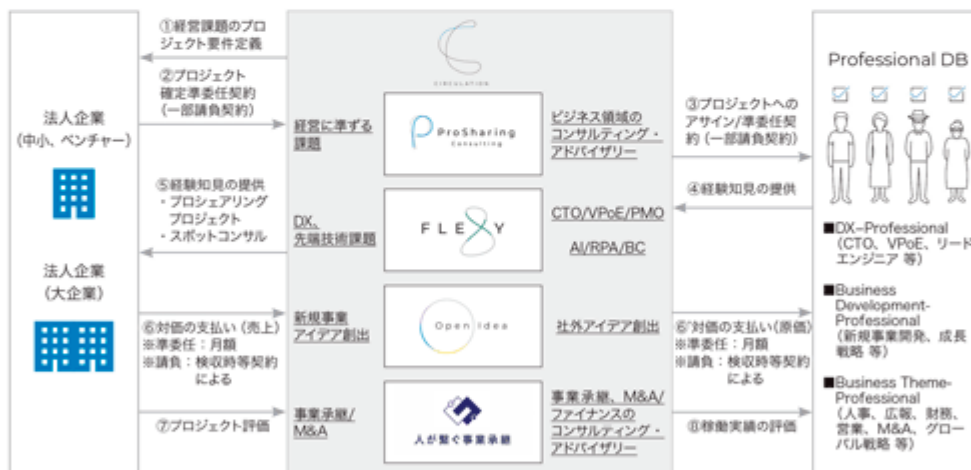 ①経営課題のプロ
ジェクト要件定義
②プロジェクト
確定準委任契約
(一部請負契約)
法人企業
(中小、ベンチャー)
⑤経験知見の提供
・プロシェアリング
プロジェクト
・スポットコンサル
法人企業
(大企業)
⑥対価の支払い(売上)
※準委任：月額
※請負：検収時等契約
による
⑦プロジェクト評価
CIRCULATION
経営に準ずる
課題
ProSharing
Consulting
ビジネス領域の
コンサルティング・
アドバイザリー
DX、
先端技術課題
FLEXY
CTO/VPoE/PMO
AI/RPA/BC
新規事業
アイデア創出
Open Idea
社外アイデア創出
事業承継/
M&A
人が繋ぐ事業承継
事業承継、M&A/
ファイナンスの
コンサルティング・
アドバイザリー
③プロジェクトへの
アサイン/準委任契
約(一部請負契約)
④経験知見の提供
⑥'対価の支払い(原価)
※準委任：月額
※請負：検収時等契約
による
⑧稼働実績の評価
Professional DB
■DX-Professional
(CTO、VPoE、リード
エンジニア 等)
■Business
Development-
Professional
(新規事業開発、成長
戦略 等)
■Business Theme-
Professional
(人事、広報、財務、
営業、M&A、グロー
バル戦略 等)